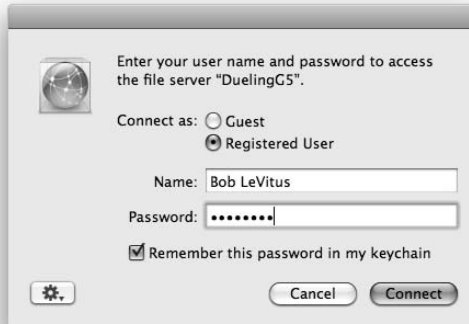 Enter your user name and password to access
the file server “DuelingG5”.
Connect as: Guest
Registered User
Name: Bob LeVitus
Password: ••••••••
Remember this password in my keychain
Cancel Connect